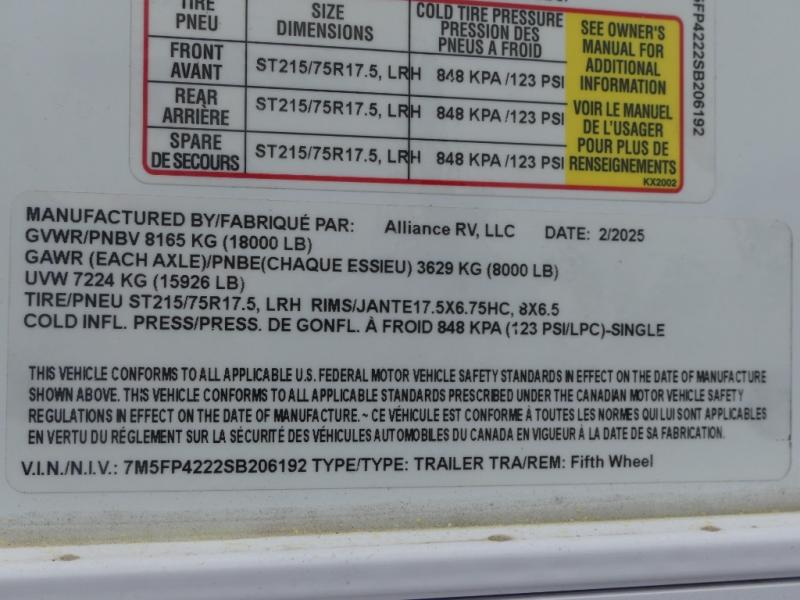 TIRE SIZE COLD TIRE PRESSURE
PNEU DIMENSIONS PRESSION DES
PNEUS A FROID
FRONT ST215/75R17.5, LRH 848 KPA /123 PSI
AVANT
REAR ST215/75R17.5, LRH 848 KPA /123 PSI
ARRIÈRE
SPARE ST215/75R17.5, LRH 848 KPA /123 PSI
DE SECOURS
SEE OWNER'S
MANUAL FOR
ADDITIONAL
INFORMATION
VOIR LE MANUEL
DE L'USAGER
POUR PLUS DE
RENSEIGNEMENTS
KX2002
5FP4222SB206192
MANUFACTURED BY/FABRIQUÉ PAR: Alliance RV, LLC DATE: 2/2025
GVWR/PNBV 8165 KG (18000 LB)
GAWR (EACH AXLE)/PNBE(CHAQUE ESSIEU) 3629 KG (8000 LB)
UVW 7224 KG (15926 LB)
TIRE/PNEU ST215/75R17.5, LRH RIMS/JANTE17.5X6.75HC, 8X6.5
COLD INFL. PRESS/PRESS. DE GONFL. À FROID 848 KPA (123 PSI/LPC)-SINGLE
THIS VEHICLE CONFORMS TO ALL APPLICABLE U.S. FEDERAL MOTOR VEHICLE SAFETY STANDARDS IN EFFECT ON THE DATE OF MANUFACTURE
SHOWN ABOVE. THIS VEHICLE CONFORMS TO ALL APPLICABLE STANDARDS PRESCRIBED UNDER THE CANADIAN MOTOR VEHICLE SAFETY
REGULATIONS IN EFFECT ON THE DATE OF MANUFACTURE.~ CE VÉHICULE EST CONFORME À TOUTES LES NORMES QUI LUI SONT APPLICABLES
EN VERTU DU RÉGLEMENT SUR LA SÉCURITÉ DES VÉHICULES AUTOMOBILES DU CANADA EN VIGUEUR À LA DATE DE SA FABRICATION.
V.I.N./N.I.V.: 7M5FP4222SB206192 TYPE/TYPE: TRAILER TRA/REM: Fifth Wheel